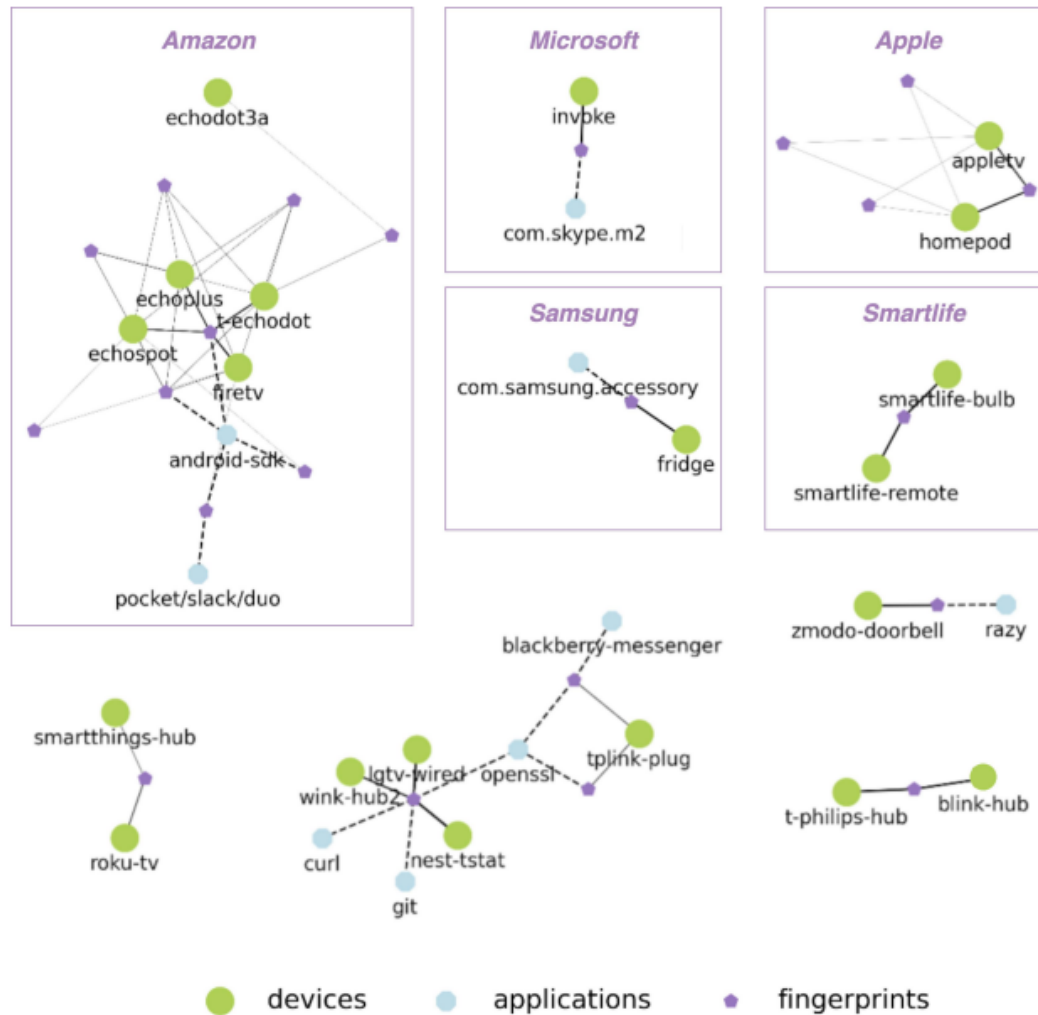 Amazon
echodot3a
echoplus
t-echodot
echospot
firetv
android-sdk
pocket/slack/duo
Microsoft
invoke
com.skype.m2
Apple
appletv
homepod
Samsung
com.samsung.accessory
fridge
Smartlife
smartlife-bulb
smartlife-remote
zmodo-doorbell
razy
blackberry-messenger
smartthings-hub
roku-tv
lgtv-wired
openssl
tplink-plug
wink-hub2
curl
nest-tstat
git
t-philips-hub
blink-hub
devices
applications
fingerprints